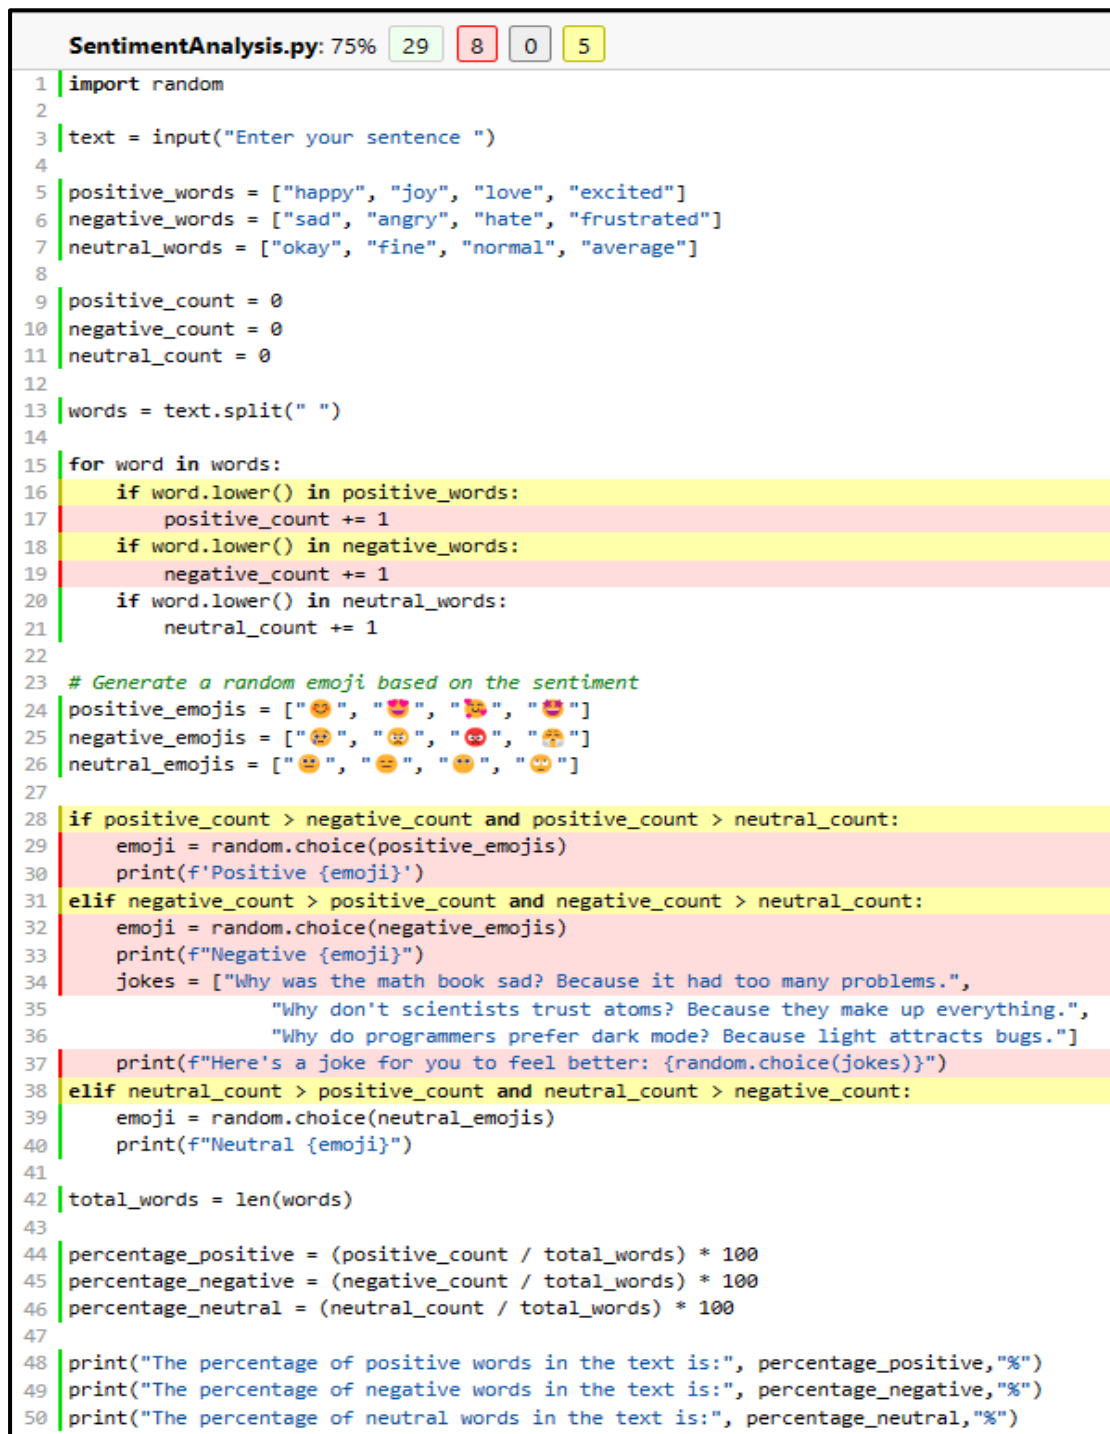 SentimentAnalysis.py: 75% 29 8 0 5
1 import random
2
3 text = input("Enter your sentence ")
4
5 positive_words = ["happy", "joy", "love", "excited"]
6 negative_words = ["sad", "angry", "hate", "frustrated"]
7 neutral_words = ["okay", "fine", "normal", "average"]
8
9 positive_count = 0
10 negative_count = 0
11 neutral_count = 0
12
13 words = text.split(" ")
14
15 for word in words:
16     if word.lower() in positive_words:
17         positive_count += 1
18     if word.lower() in negative_words:
19         negative_count += 1
20     if word.lower() in neutral_words:
21         neutral_count += 1
22
23 # Generate a random emoji based on the sentiment
24 positive_emojis = ["😊", "😍", "🥰", "🤩"]
25 negative_emojis = ["😢", "😠", "😡", "😤"]
26 neutral_emojis = ["😐", "😑", "😶", "🙄"]
27
28 if positive_count > negative_count and positive_count > neutral_count:
29     emoji = random.choice(positive_emojis)
30     print(f'Positive {emoji}')
31 elif negative_count > positive_count and negative_count > neutral_count:
32     emoji = random.choice(negative_emojis)
33     print(f"Negative {emoji}")
34     jokes = ["Why was the math book sad? Because it had too many problems.",
35                  "Why don't scientists trust atoms? Because they make up everything.",
36                  "Why do programmers prefer dark mode? Because light attracts bugs."]
37     print(f"Here's a joke for you to feel better: {random.choice(jokes)}")
38 elif neutral_count > positive_count and neutral_count > negative_count:
39     emoji = random.choice(neutral_emojis)
40     print(f"Neutral {emoji}")
41
42 total_words = len(words)
43
44 percentage_positive = (positive_count / total_words) * 100
45 percentage_negative = (negative_count / total_words) * 100
46 percentage_neutral = (neutral_count / total_words) * 100
47
48 print("The percentage of positive words in the text is:", percentage_positive,"%")
49 print("The percentage of negative words in the text is:", percentage_negative,"%")
50 print("The percentage of neutral words in the text is:", percentage_neutral,"%")